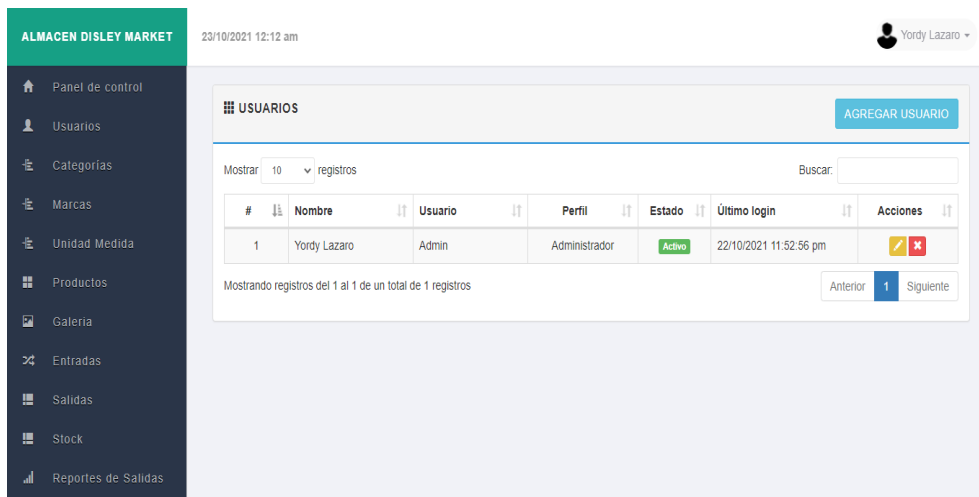 ALMACEN DISLEY MARKET
23/10/2021 12:12 am
Yordy Lazaro
Panel de control
Usuarios
Categorías
Marcas
Unidad Medida
Productos
Galeria
Entradas
Salidas
Stock
Reportes de Salidas
USUARIOS
AGREGAR USUARIO
Mostrar 10 registros
Buscar:
# Nombre Usuario Perfil Estado Último login Acciones
1 Yordy Lazaro Admin Administrador Activo 22/10/2021 11:52:56 pm
Mostrando registros del 1 al 1 de un total de 1 registros
Anterior 1 Siguiente